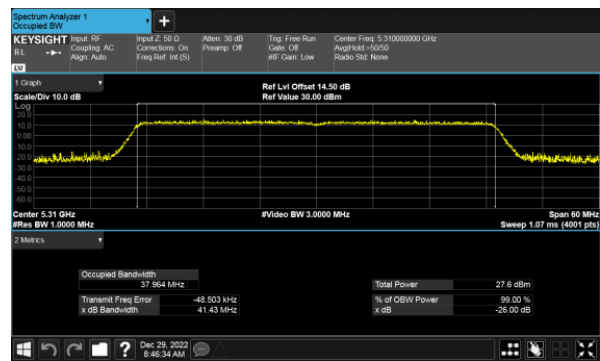 Spectrum Analyzer 1
Occupied BW
KEYSIGHT Input: RF Input Z: 50 Ω Atten: 30 dB Trig: Free Run Center Freq: 5.310000000 GHz
RL Coupling: AC Corrections: On Preamp: Off Gate: Off Avg|Hold:>50/50
Align: Auto Freq Ref: Int (S) #IF Gain: Low Radio Std: None
LXI
1 Graph
Ref Lvl Offset 14.50 dB
Scale/Div 10.0 dB Ref Value 30.00 dBm
Log
20.0
10.0
0.00
-10.0
-20.0
-30.0
-40.0
-50.0
-60.0
Center 5.31 GHz #Video BW 3.0000 MHz Span 60 MHz
#Res BW 1.0000 MHz Sweep 1.07 ms (4001 pts)
2 Metrics
Occupied Bandwidth
37.964 MHz Total Power 27.6 dBm
Transmit Freq Error -48.503 kHz % of OBW Power 99.00 %
x dB Bandwidth 41.43 MHz x dB -26.00 dB
? Dec 29, 2022
8:46:34 AM